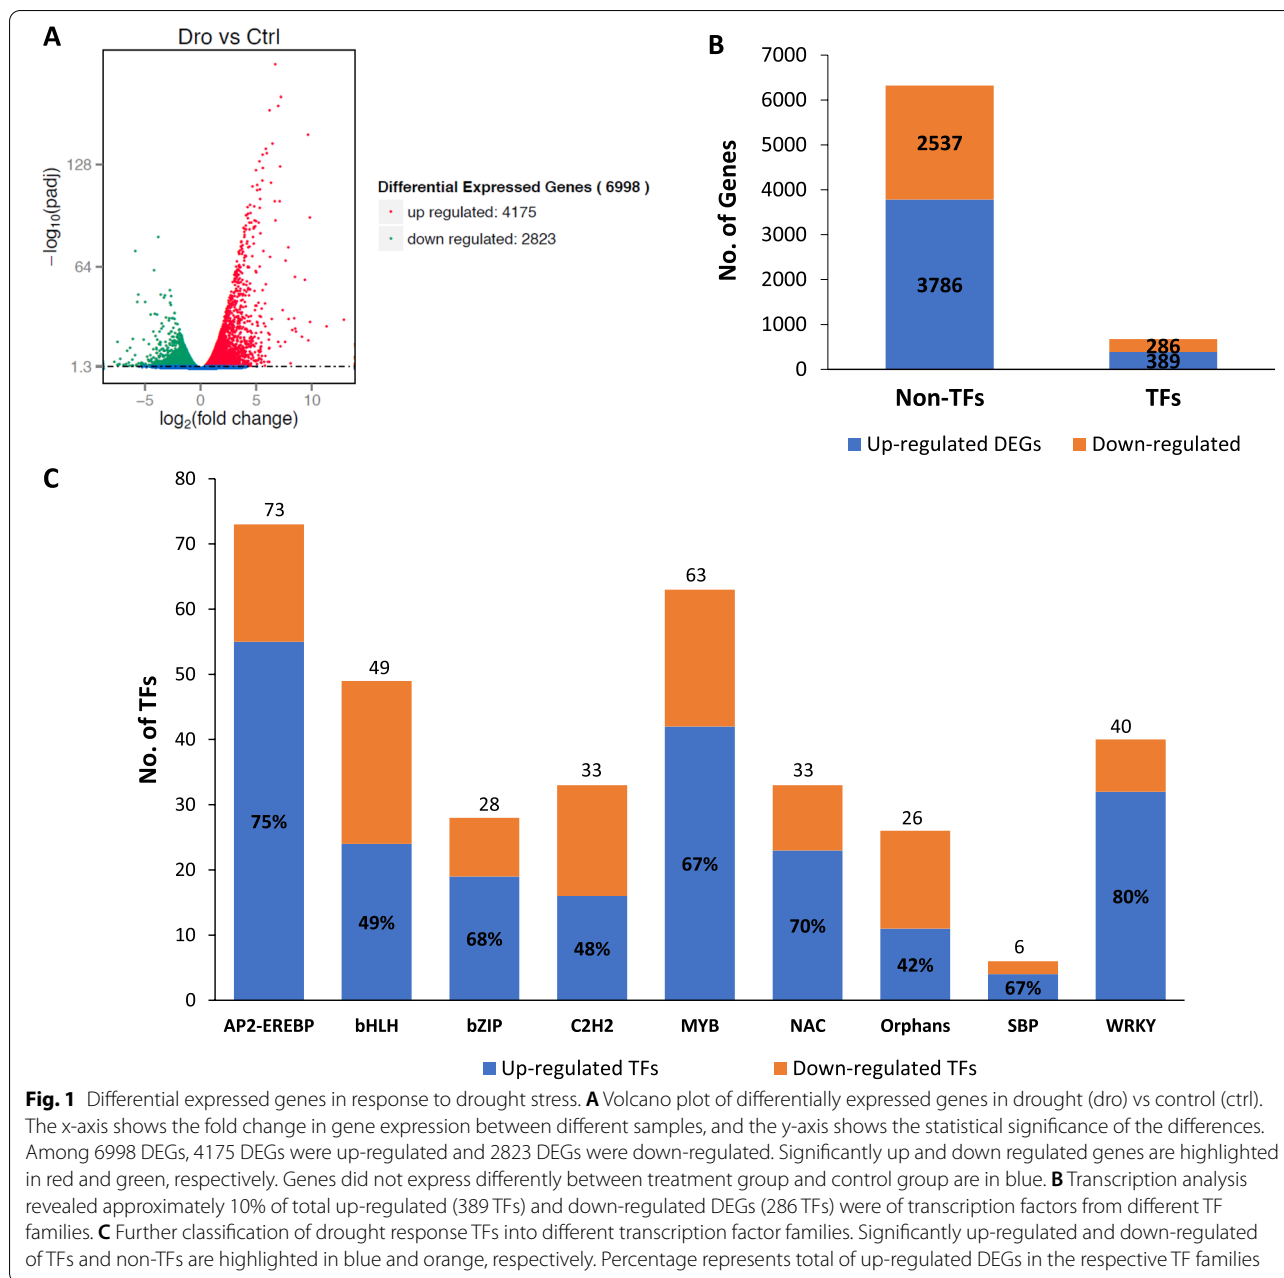 A
Dro vs Ctrl
−log10(padj)
128
64
1.3
−5
0
5
10
log2(fold change)
Differential Expressed Genes ( 6998 )
up regulated: 4175
down regulated: 2823
B
No. of Genes
7000
6000
5000
4000
3000
2000
1000
0
2537
3786
286
389
Non-TFs
TFs
Up-regulated DEGs
Down-regulated
C
No. of TFs
80
70
60
50
40
30
20
10
0
73
49
28
33
63
33
26
6
40
75%
49%
68%
48%
67%
70%
42%
67%
80%
AP2-EREBP
bHLH
bZIP
C2H2
MYB
NAC
Orphans
SBP
WRKY
Up-regulated TFs
Down-regulated TFs
Fig. 1 Differential expressed genes in response to drought stress. A Volcano plot of differentially expressed genes in drought (dro) vs control (ctrl).
The x-axis shows the fold change in gene expression between different samples, and the y-axis shows the statistical significance of the differences.
Among 6998 DEGs, 4175 DEGs were up-regulated and 2823 DEGs were down-regulated. Significantly up and down regulated genes are highlighted
in red and green, respectively. Genes did not express differently between treatment group and control group are in blue. B Transcription analysis
revealed approximately 10% of total up-regulated (389 TFs) and down-regulated DEGs (286 TFs) were of transcription factors from different TF
families. C Further classification of drought response TFs into different transcription factor families. Significantly up-regulated and down-regulated
of TFs and non-TFs are highlighted in blue and orange, respectively. Percentage represents total of up-regulated DEGs in the respective TF families